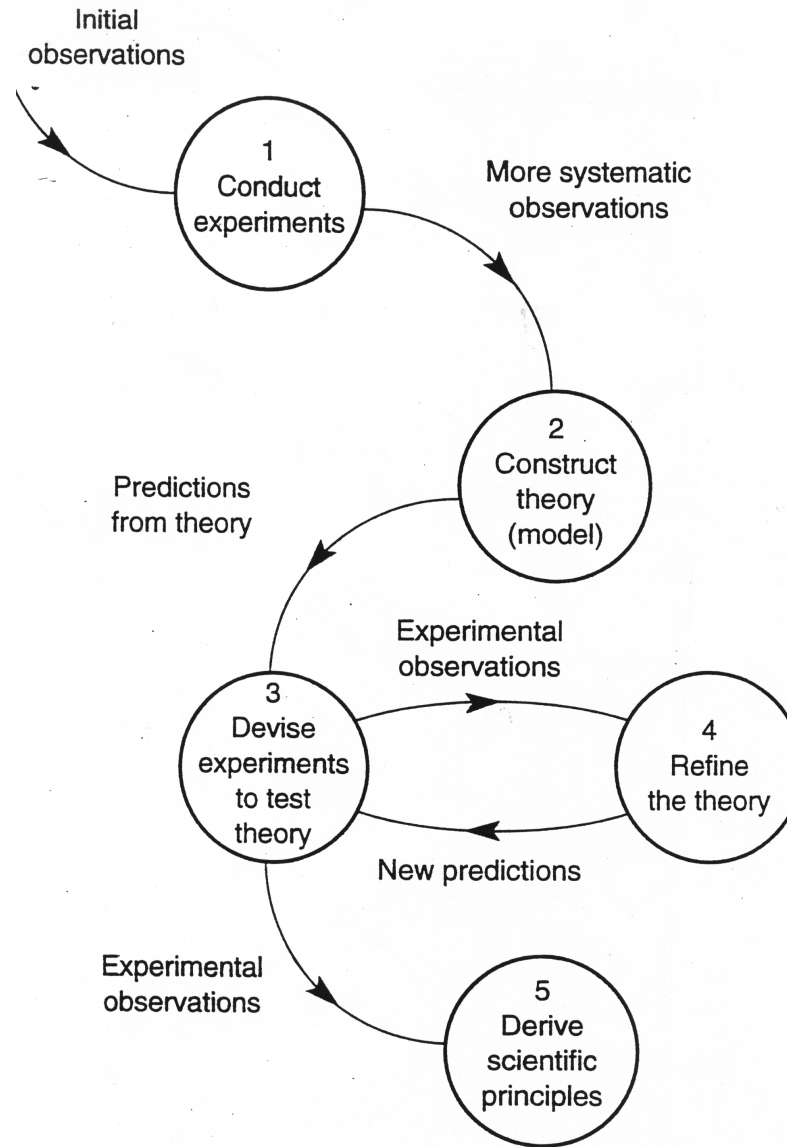 Initial
observations
1
Conduct
experiments
More systematic
observations
2
Construct
theory
(model)
Predictions
from theory
Experimental
observations
3
Devise
experiments
to test
theory
4
Refine
the theory
New predictions
Experimental
observations
5
Derive
scientific
principles